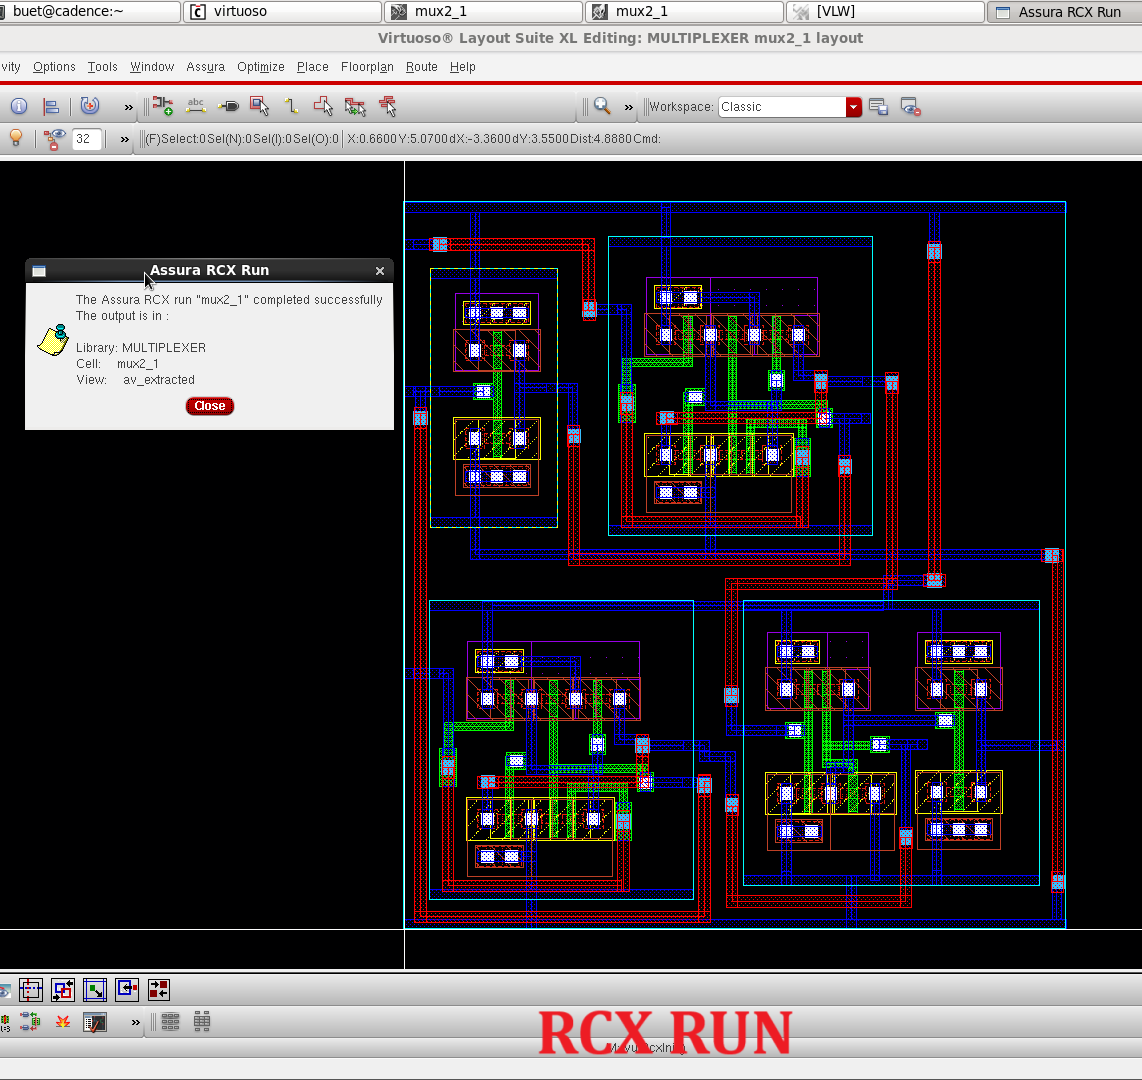 buet@cadence:~ virtuoso mux2_1 mux2_1 [VLW] Assura RCX Run
Virtuoso® Layout Suite XL Editing: MULTIPLEXER mux2_1 layout
vity Options Tools Window Assura Optimize Place Floorplan Route Help
abc » » Workspace: Classic
32 » (F)Select:0 Sel(N):0 Sel(I):0 Sel(O):0 X:0.6600 Y:5.0700 dX:-3.3600 dY:3.5500 Dist:4.8880 Cmd:
Assura RCX Run
The Assura RCX run "mux2_1" completed successfully
The output is in :
Library: MULTIPLEXER
Cell: mux2_1
View: av_extracted
Close
»
RCX RUN